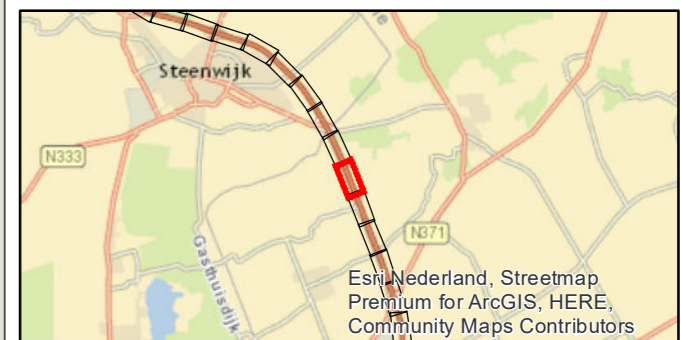 Steenwijk
N333
N371
Gasthuisdijk
Esri Nederland, Streetmap
Premium for ArcGIS, HERE,
Community Maps Contributors